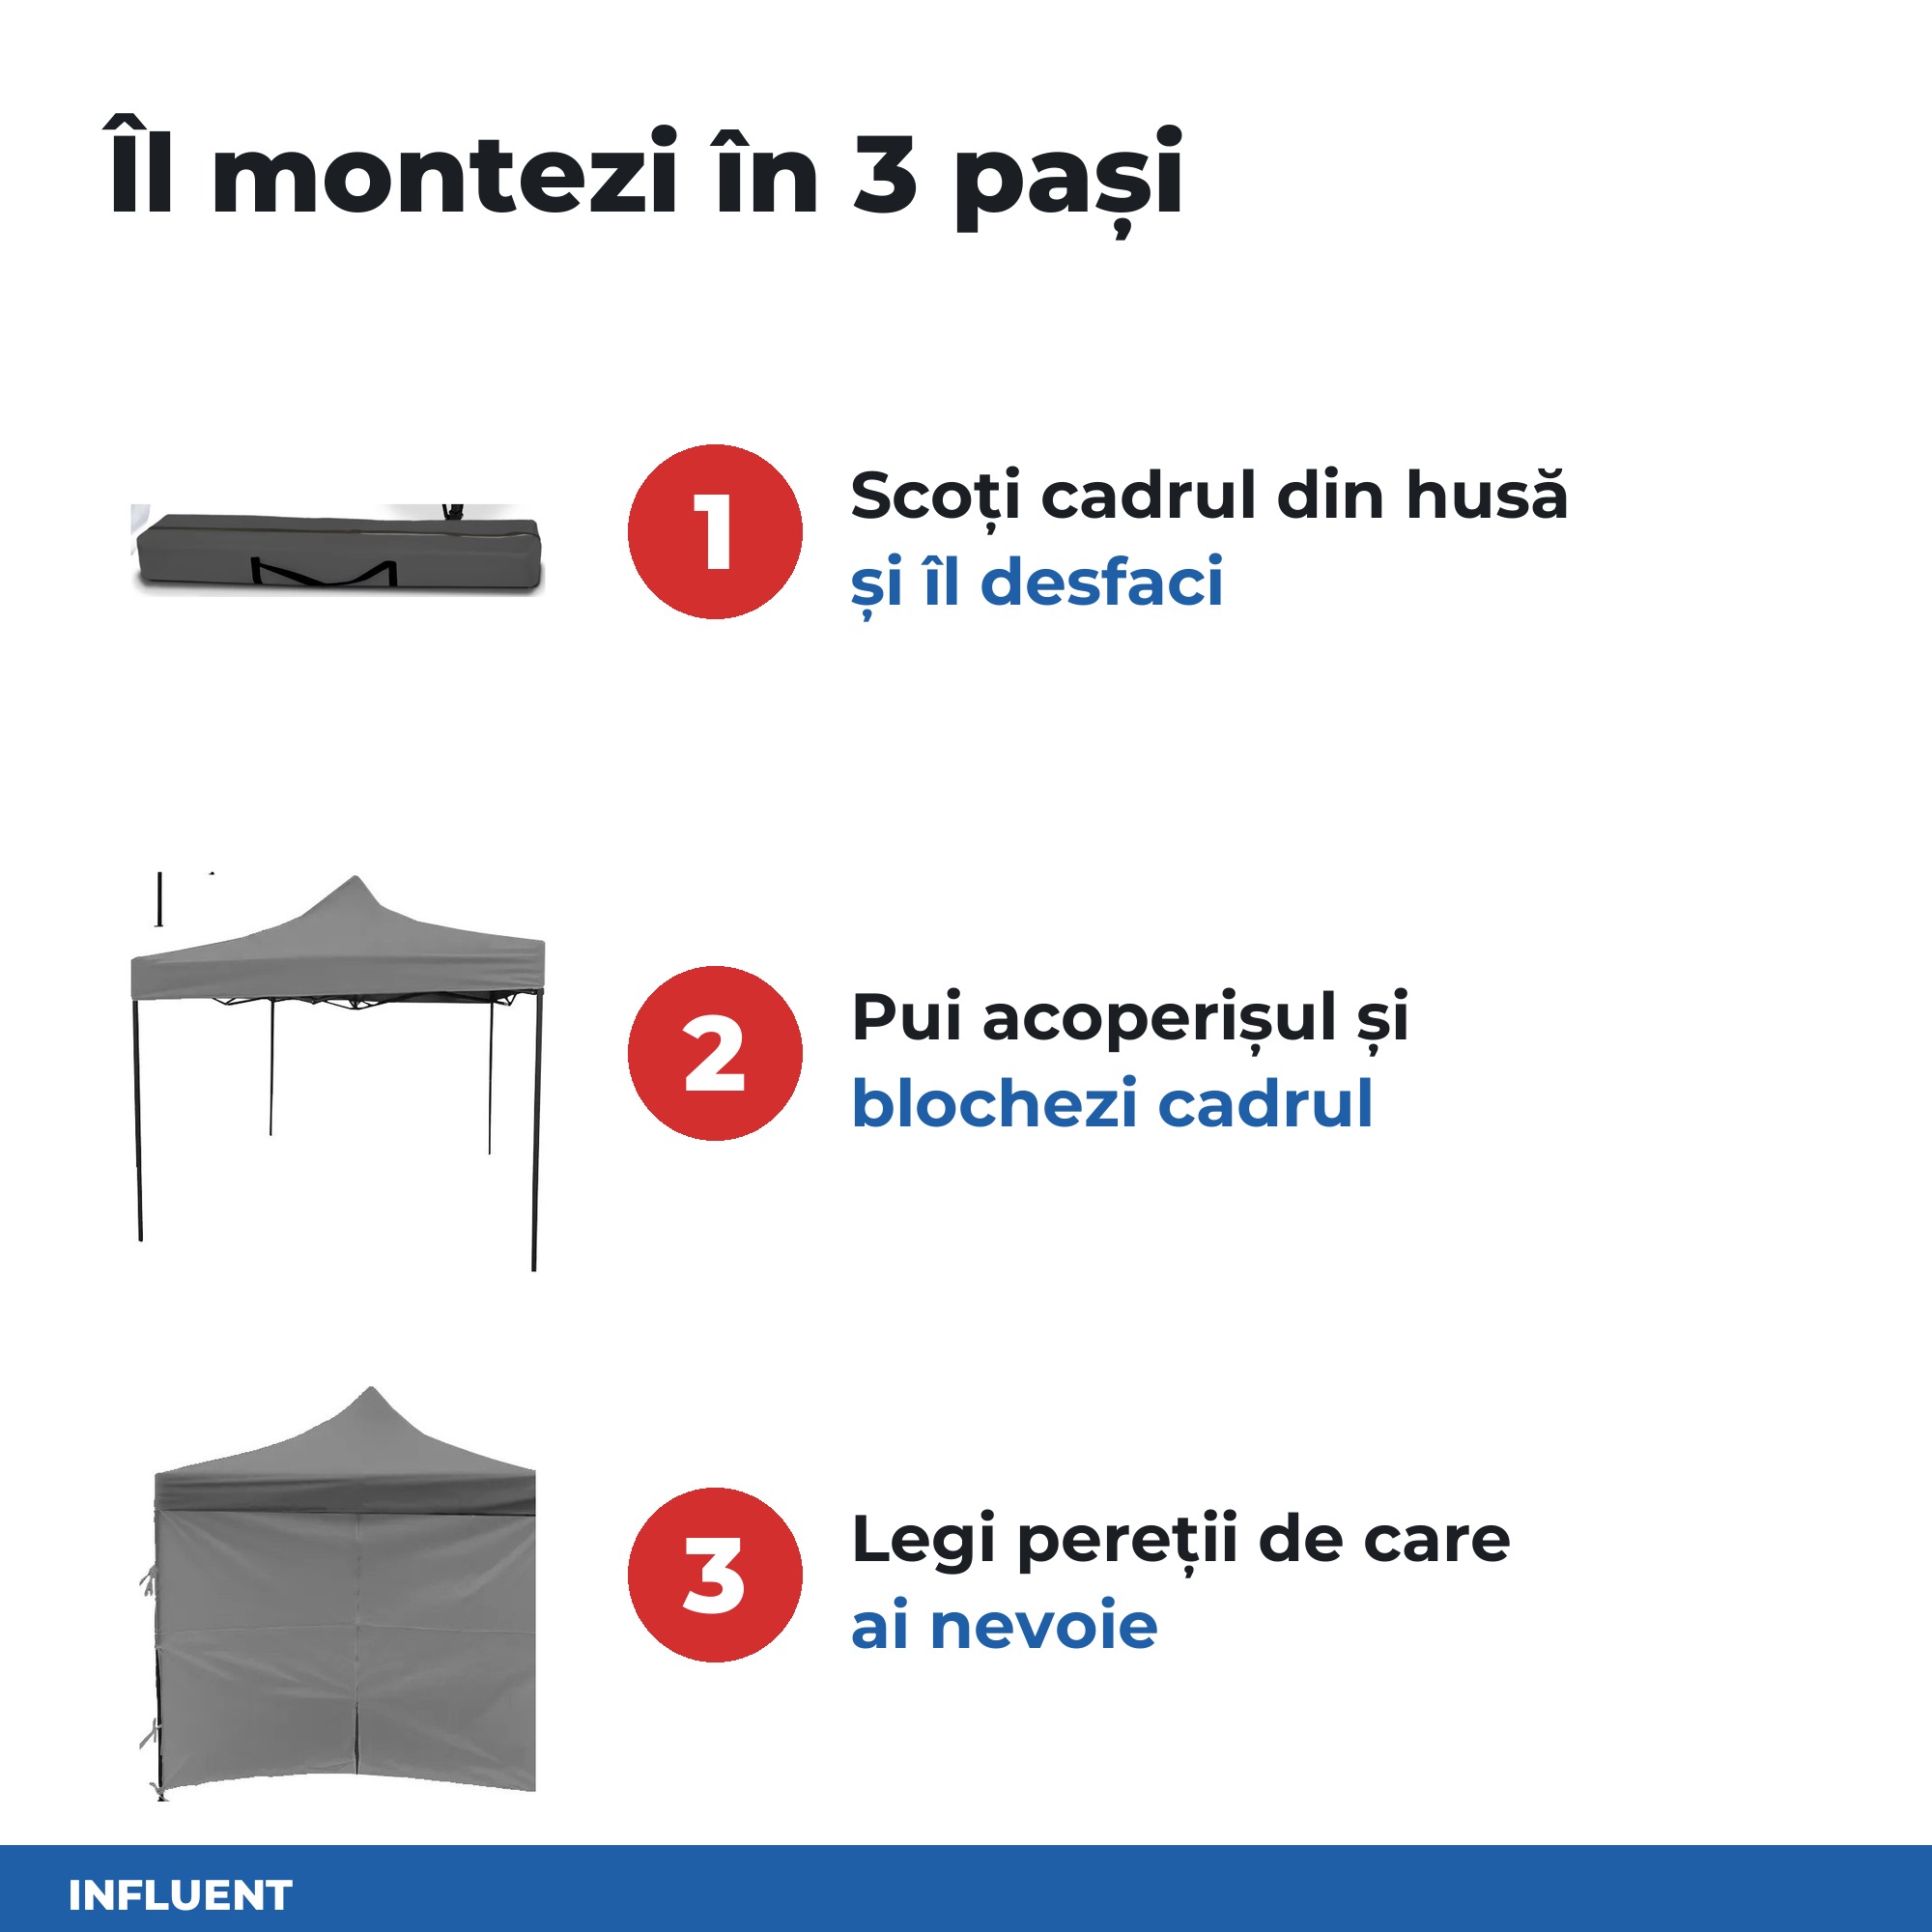 Îl montezi în 3 pași
1
Scoți cadrul din husă
și îl desfaci
2
Pui acoperișul și
blochezi cadrul
3
Legi pereții de care
ai nevoie
INFLUENT